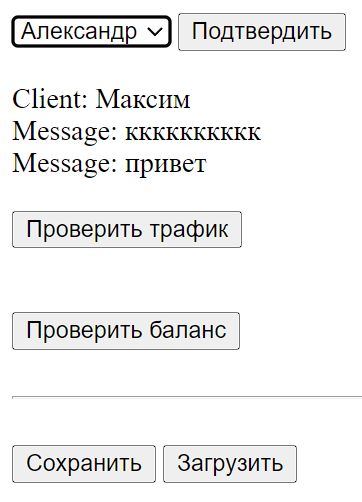 Александр Подтвердить
Client: Максим
Message: кккккккккк
Message: привет
Проверить трафик
Проверить баланс
Сохранить Загрузить